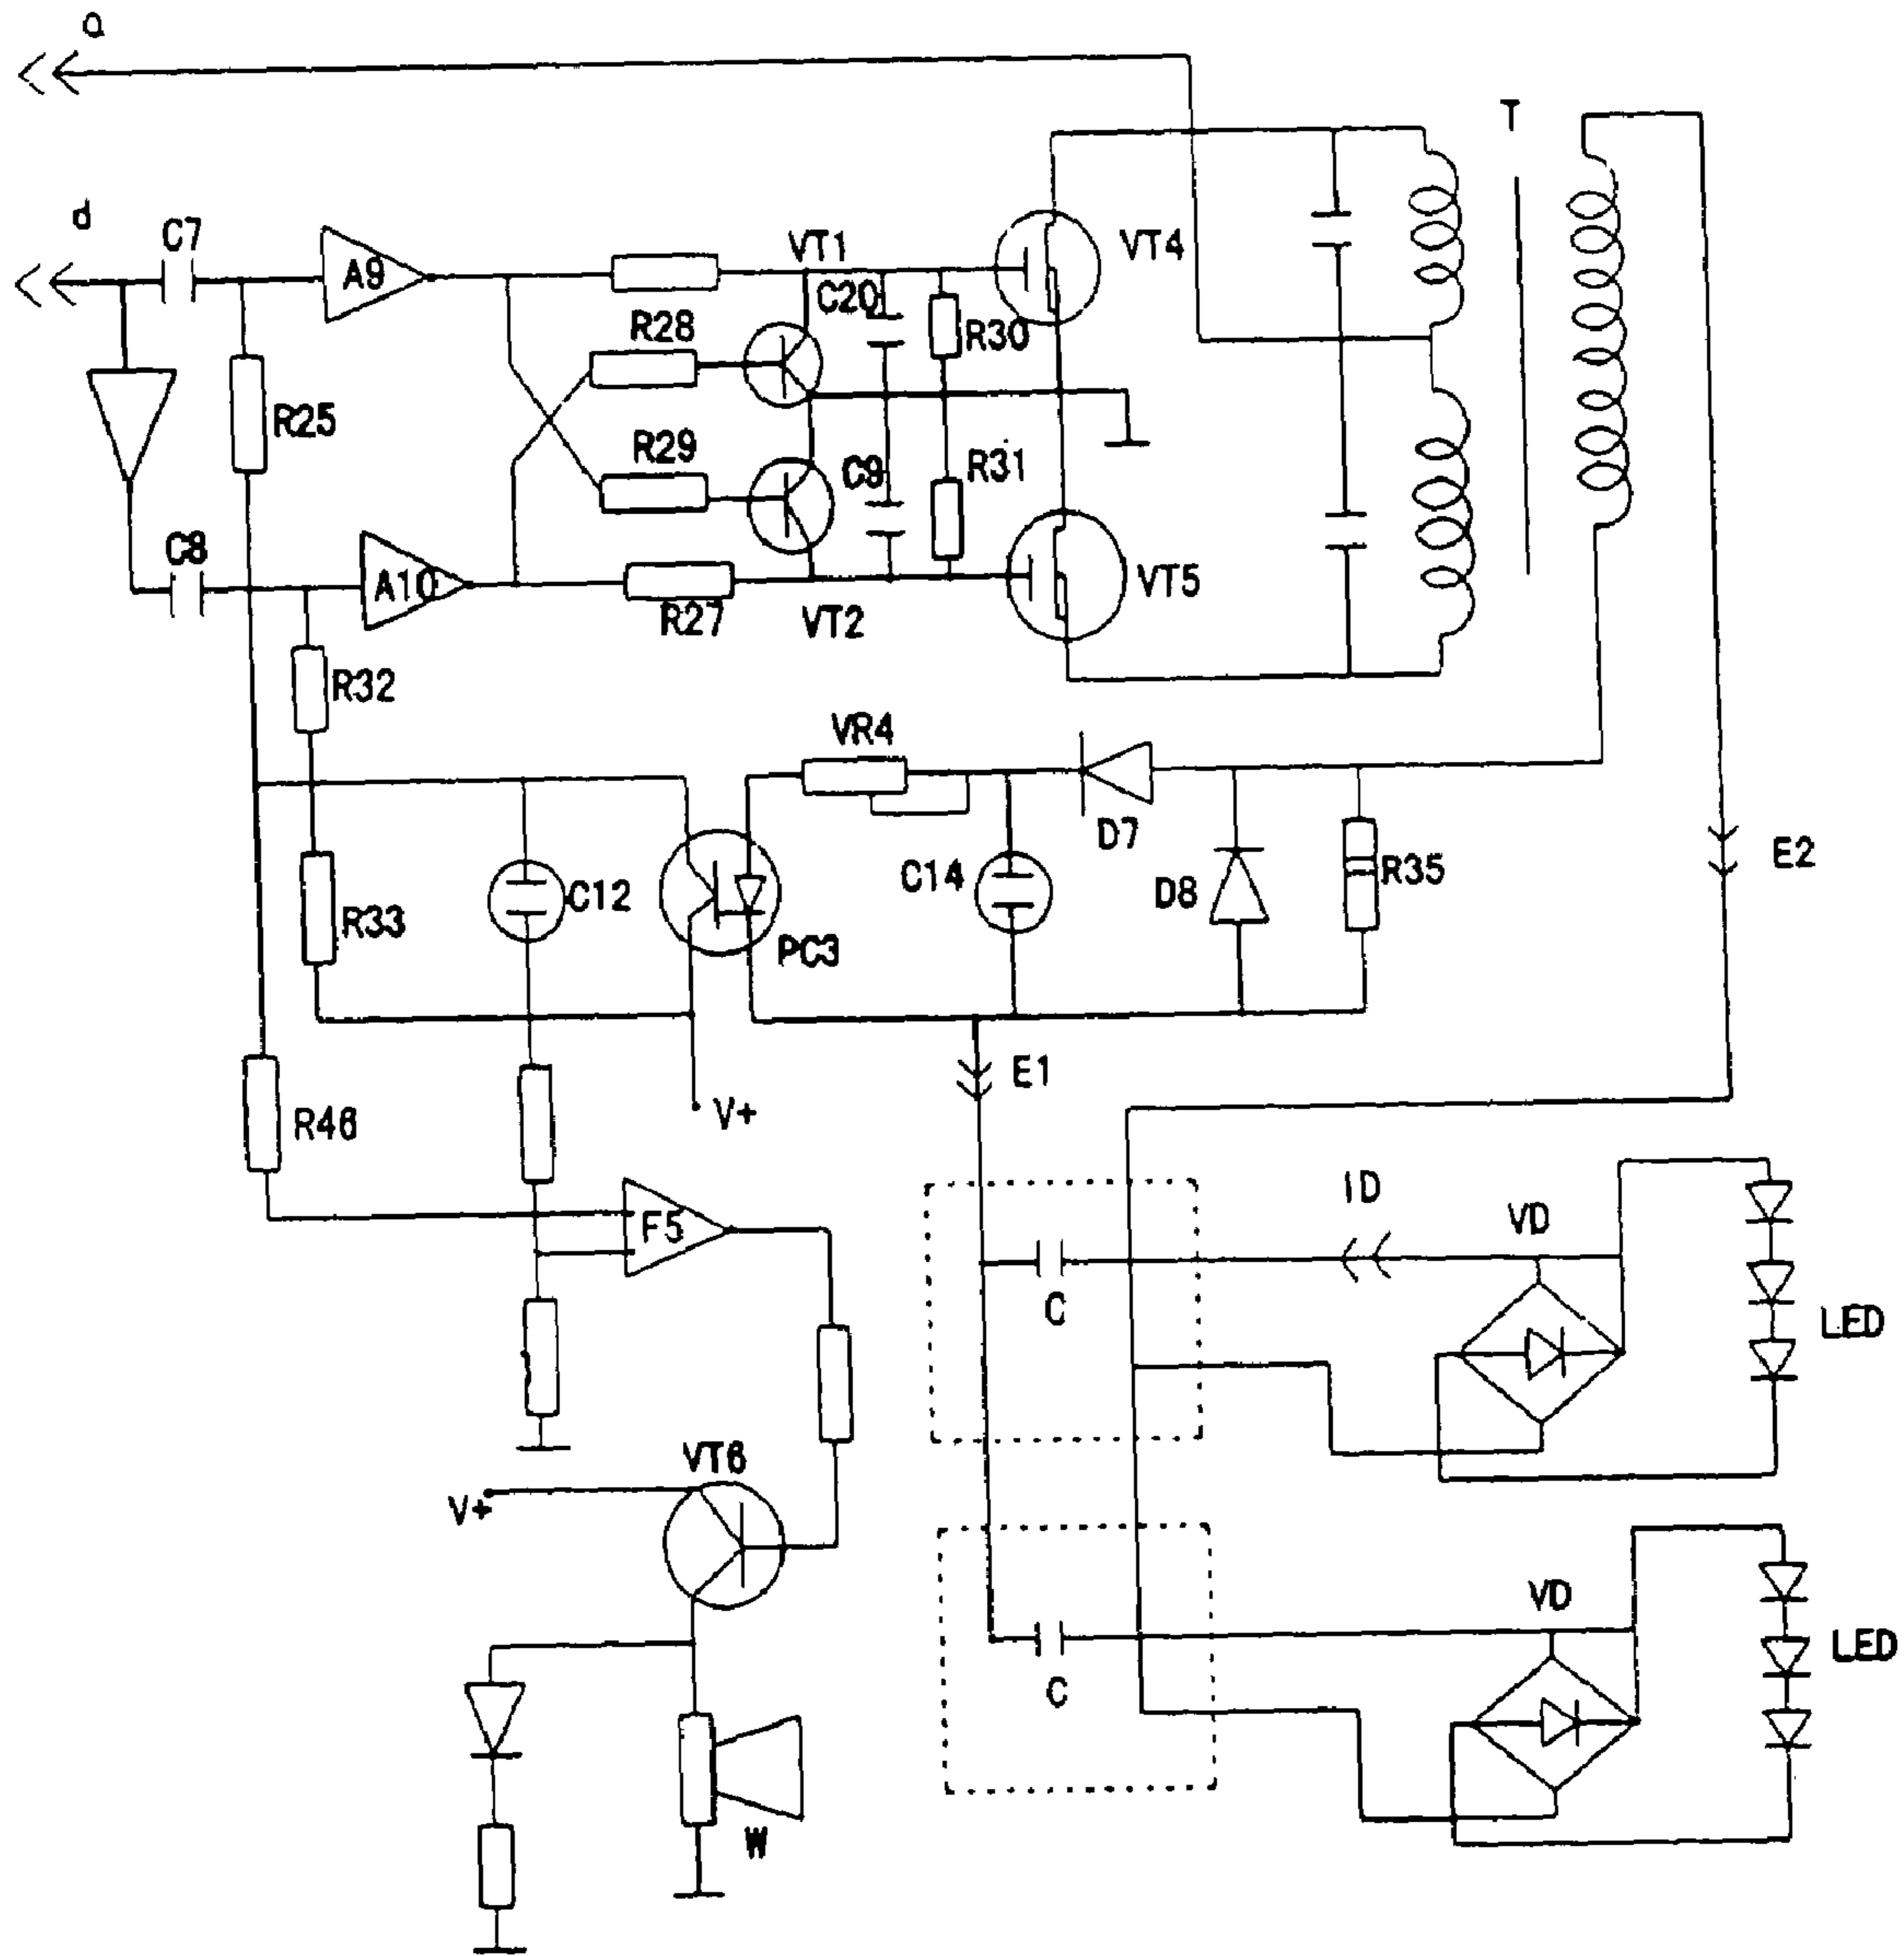 a
T
d
C7
A9
VT1
VT4
C20
R28
R30
R25
R29
C9
R31
C8
A10
R27
VT2
VT5
R32
VR4
D7
E2
C14
D8
R35
C12
R33
PC3
E1
V+
R46
ID
VD
F5
C
LED
VT6
V+
VD
LED
C
W